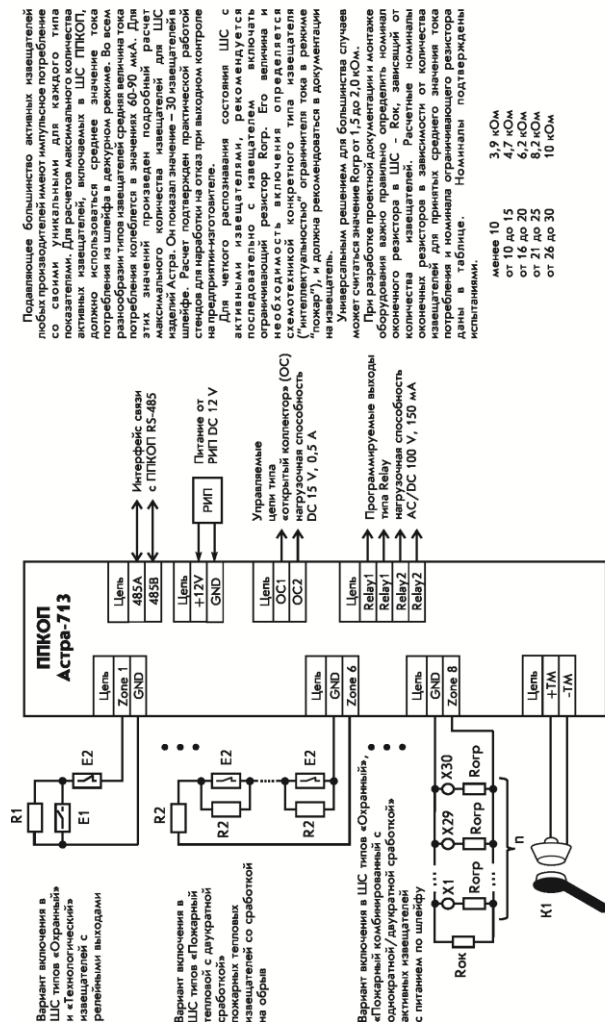 Вариант включения в
ШС типов «Охранный»
и «Технологический»
извещателей с
релейными выходами
R1
E1
E2
Вариант включения в
ШС типов «Пожарный
тепловой с двукратной
сработкой»
пожарных тепловых
извещателей со сработкой
на обрыв
R2
R2
E2
R2
E2
Вариант включения в ШС типов «Охранный»,
«Пожарный комбинированный с
однократной/двукратной сработкой»
активных извещателей
с питанием по шлейфу
Rок
X1
Rогр
X29
Rогр
X30
Rогр
n
К1
ППКОП
Астра-713
Цепь
Zone 1
GND
Цепь
GND
Zone 6
Цепь
GND
Zone 8
Цепь
+ТМ
-ТМ
Цепь
485A
485B
Цепь
+12V
GND
Цепь
OC1
OC2
Цепь
Relay1
Relay1
Relay2
Relay2
Интерфейс связи
с ППКОП RS-485
РИП
Питание от
РИП DC 12 V
Управляемые
цепи типа
«открытый коллектор» (ОС)
нагрузочная способность
DC 15 V, 0,5 А
Программируемые выходы
типа Relay
нагрузочная способность
AC/DC 100 V, 150 мА
Подавляющее большинство активных извещателей
любых производителей имеют импульсное потребление
со своими уникальными для каждого типа
показателями. Для расчетов максимального количества
активных извещателей, включаемых в ШС ППКОП,
должно использоваться среднее значение тока
потребления из шлейфа в дежурном режиме. Во всем
разнообразии типов извещателей средняя величина тока
потребления колеблется в значениях 60-90 мкА. Для
этих значений произведен подробный расчет
максимального количества извещателей для ШС
изделий Астра. Он показал значение – 30 извещателей в
шлейфе. Расчет подтвержден практической работой
стендов для наработки на отказ при выходном контроле
на предприятии-изготовителе.
Для четкого распознавания состояния ШС с
активными извещателями, рекомендуется
последовательно с извещателем включать
ограничивающий резистор Rогр. Его величина и
необходимость включения определяется
схемотехникой конкретного типа извещателя
("интеллектуальностью" ограничителя тока в режиме
"пожар"), и должна рекомендоваться в документации
на извещатель.
Универсальным решением для большинства случаев
может считаться значение Rогр от 1,5 до 2,0 кОм.
При разработке проектной документации и монтаже
оборудования важно правильно определить номинал
оконечного резистора в ШС - Rок, зависящий от
количества извещателей. Расчетные номиналы
оконечных резисторов в зависимости от количества
извещателей для принятых среднего значения тока
потребления и номинала ограничивающего резистора
даны в таблице. Номиналы подтверждены
испытаниями.
менее 10 3,9 кОм
от 10 до 15 4,7 кОм
от 16 до 20 6,2 кОм
от 21 до 25 8,2 кОм
от 26 до 30 10 кОм